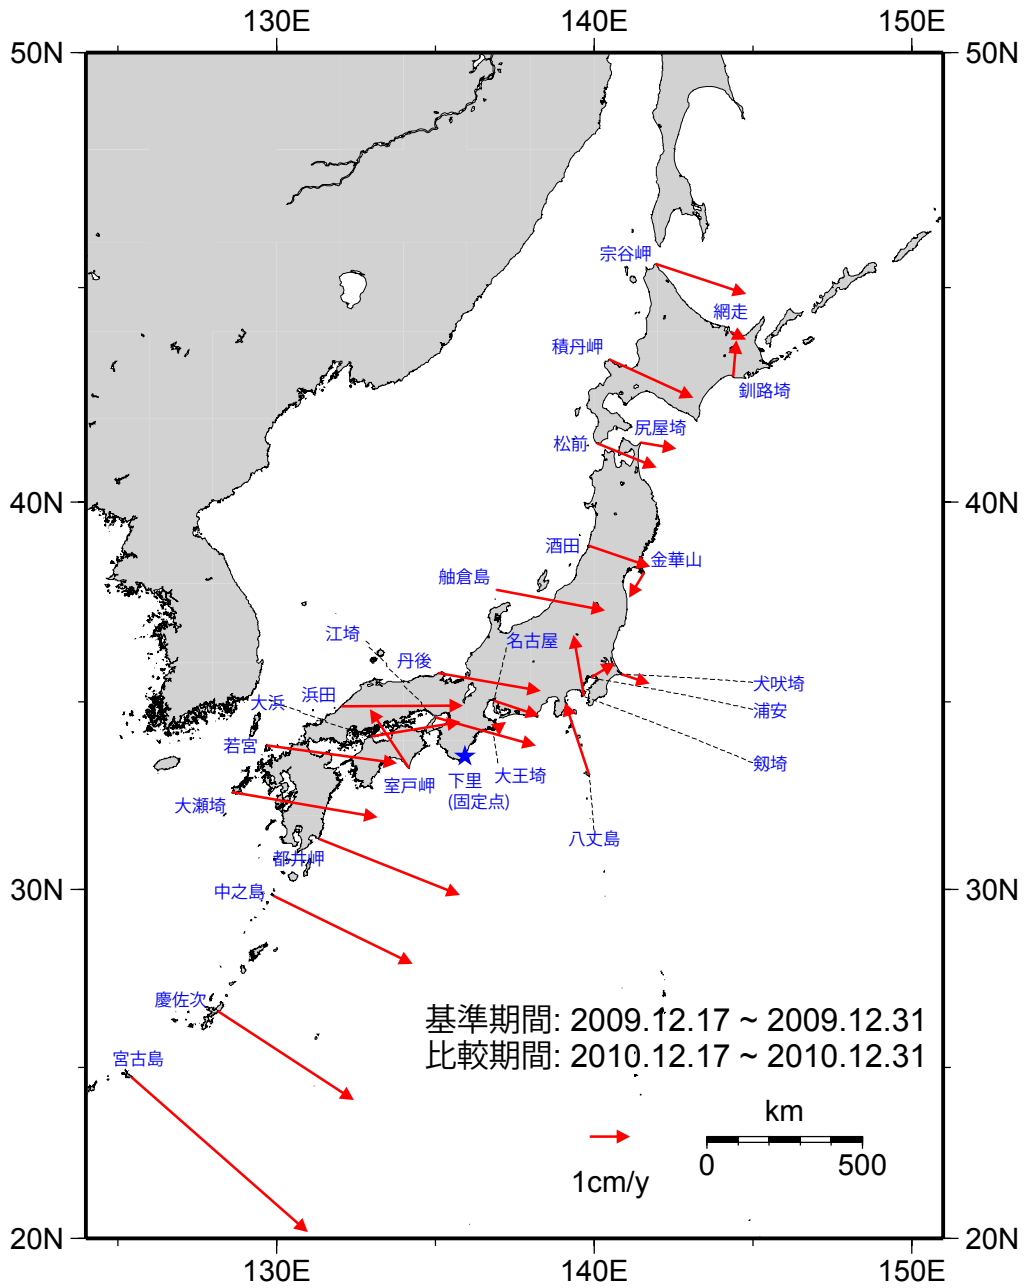 130E 140E 150E
50N 50N
宗谷岬
網走
積丹岬
釧路埼
尻屋埼
松前
40N 40N
酒田
金華山
舳倉島
江埼
名古屋
丹後
犬吠埼
大浜
浜田
浦安
若宮
釼埼
室戸岬
下里
(固定点)
大王埼
大瀬埼
八丈島
都井岬
30N 30N
中之島
慶佐次
基準期間: 2009.12.17 ~ 2009.12.31
比較期間: 2010.12.17 ~ 2010.12.31
宮古島
km
0 500
1cm/y
20N 20N
130E 140E 150E